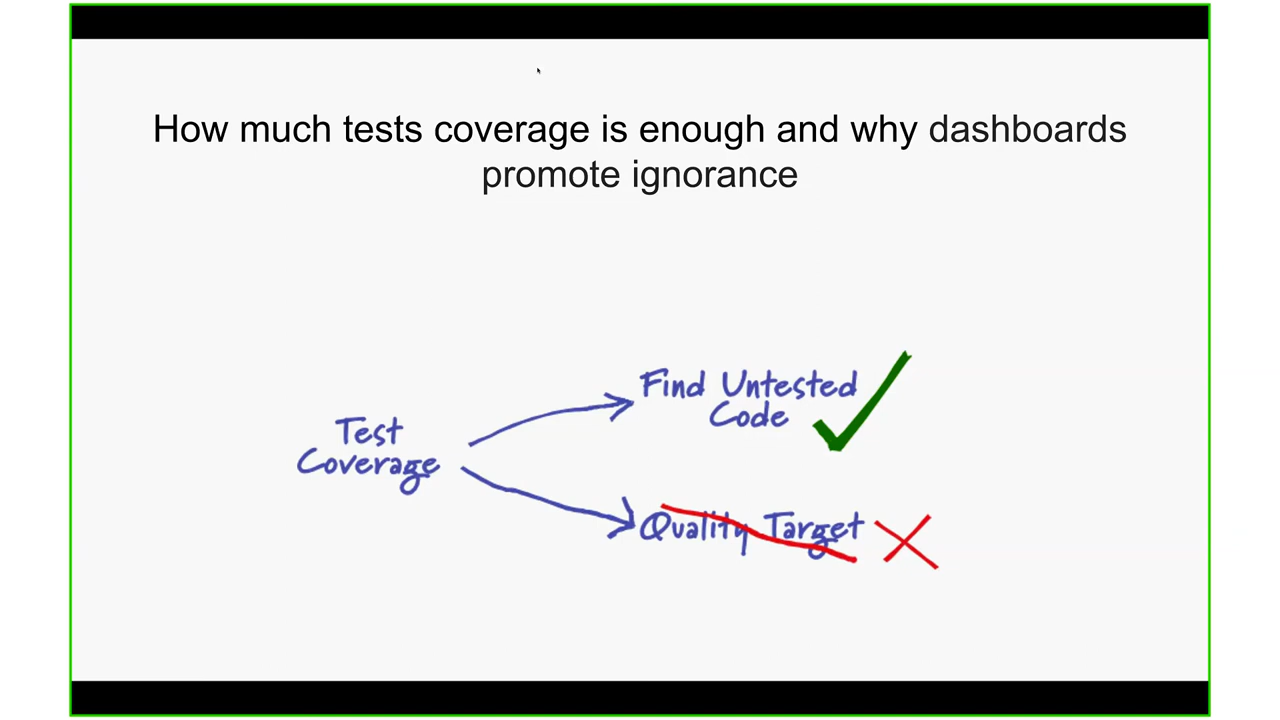 How much tests coverage is enough and why dashboards
promote ignorance
Find Untested
Code
Test
Coverage
Quality Target